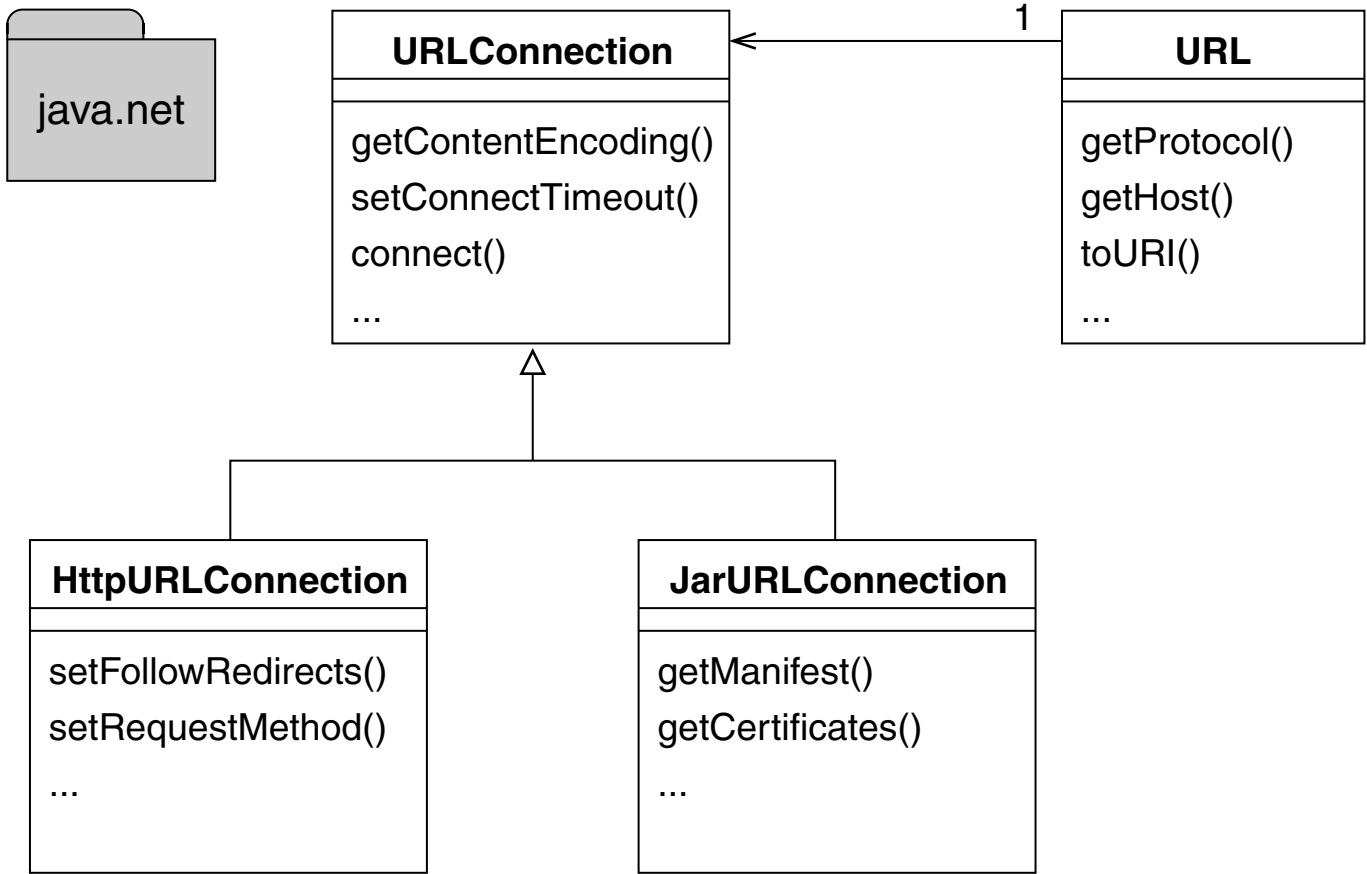 java.net
URLConnection
getContentEncoding()
setConnectTimeout()
connect()
...
1
URL
getProtocol()
getHost()
toURI()
...
HttpURLConnection
setFollowRedirects()
setRequestMethod()
...
JarURLConnection
getManifest()
getCertificates()
...